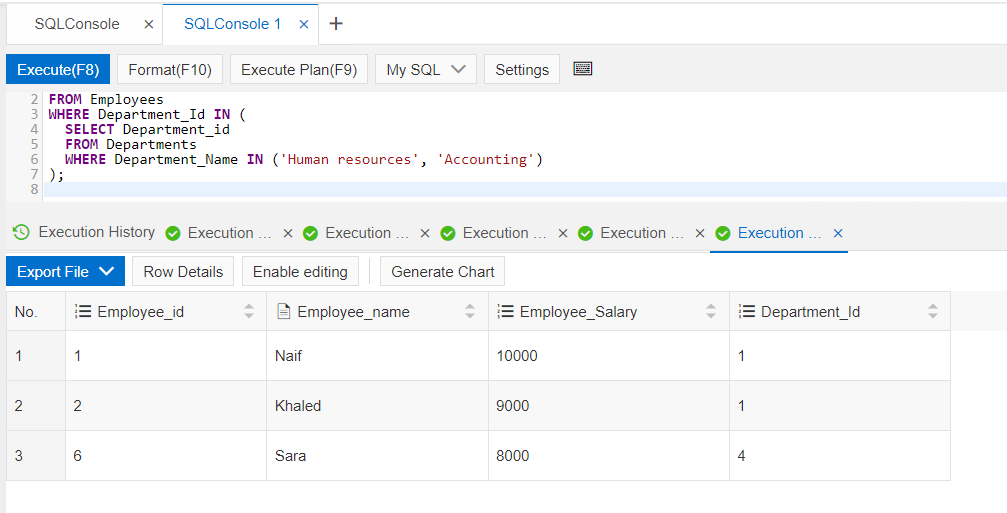 SQLConsole × SQLConsole 1 × +
Execute(F8) Format(F10) Execute Plan(F9) My SQL Settings
2 FROM Employees
3 WHERE Department_Id IN (
4 SELECT Department_id
5 FROM Departments
6 WHERE Department_Name IN ('Human resources', 'Accounting')
7 );
8
Execution History Execution ... × Execution ... × Execution ... × Execution ... × Execution ... ×
Export File Row Details Enable editing Generate Chart
No. Employee_id Employee_name Employee_Salary Department_Id
1 1 Naif 10000 1
2 2 Khaled 9000 1
3 6 Sara 8000 4